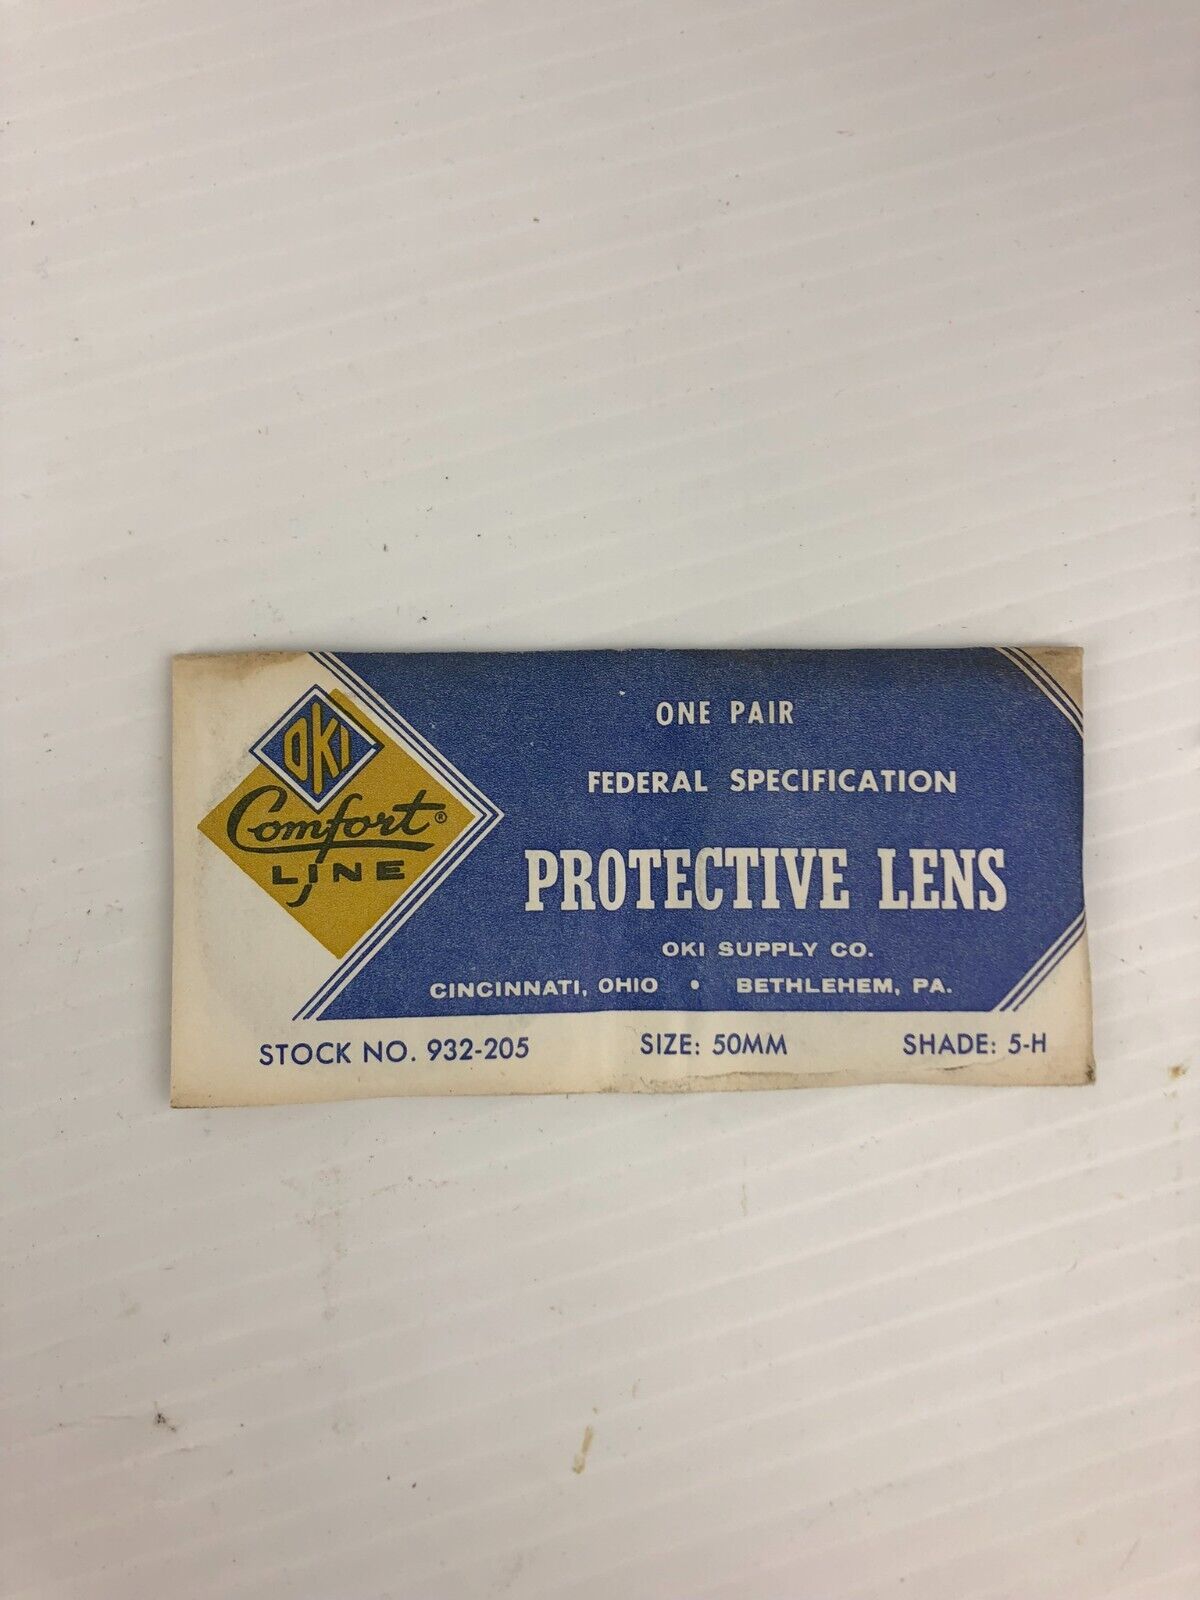 OKI
Comfort®
LINE
ONE PAIR
FEDERAL SPECIFICATION
PROTECTIVE LENS
OKI SUPPLY CO.
CINCINNATI, OHIO • BETHLEHEM, PA.
STOCK NO. 932-205 SIZE: 50MM SHADE: 5-H